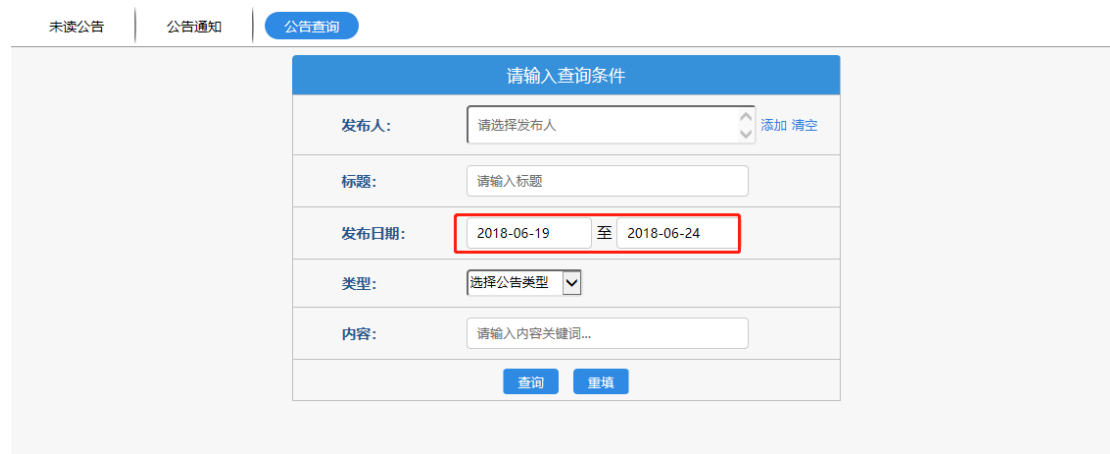 未读公告 公告通知 公告查询
请输入查询条件
发布人： 请选择发布人 添加 清空
标题： 请输入标题
发布日期： 2018-06-19 至 2018-06-24
类型： 选择公告类型
内容： 请输入内容关键词...
查询 重填